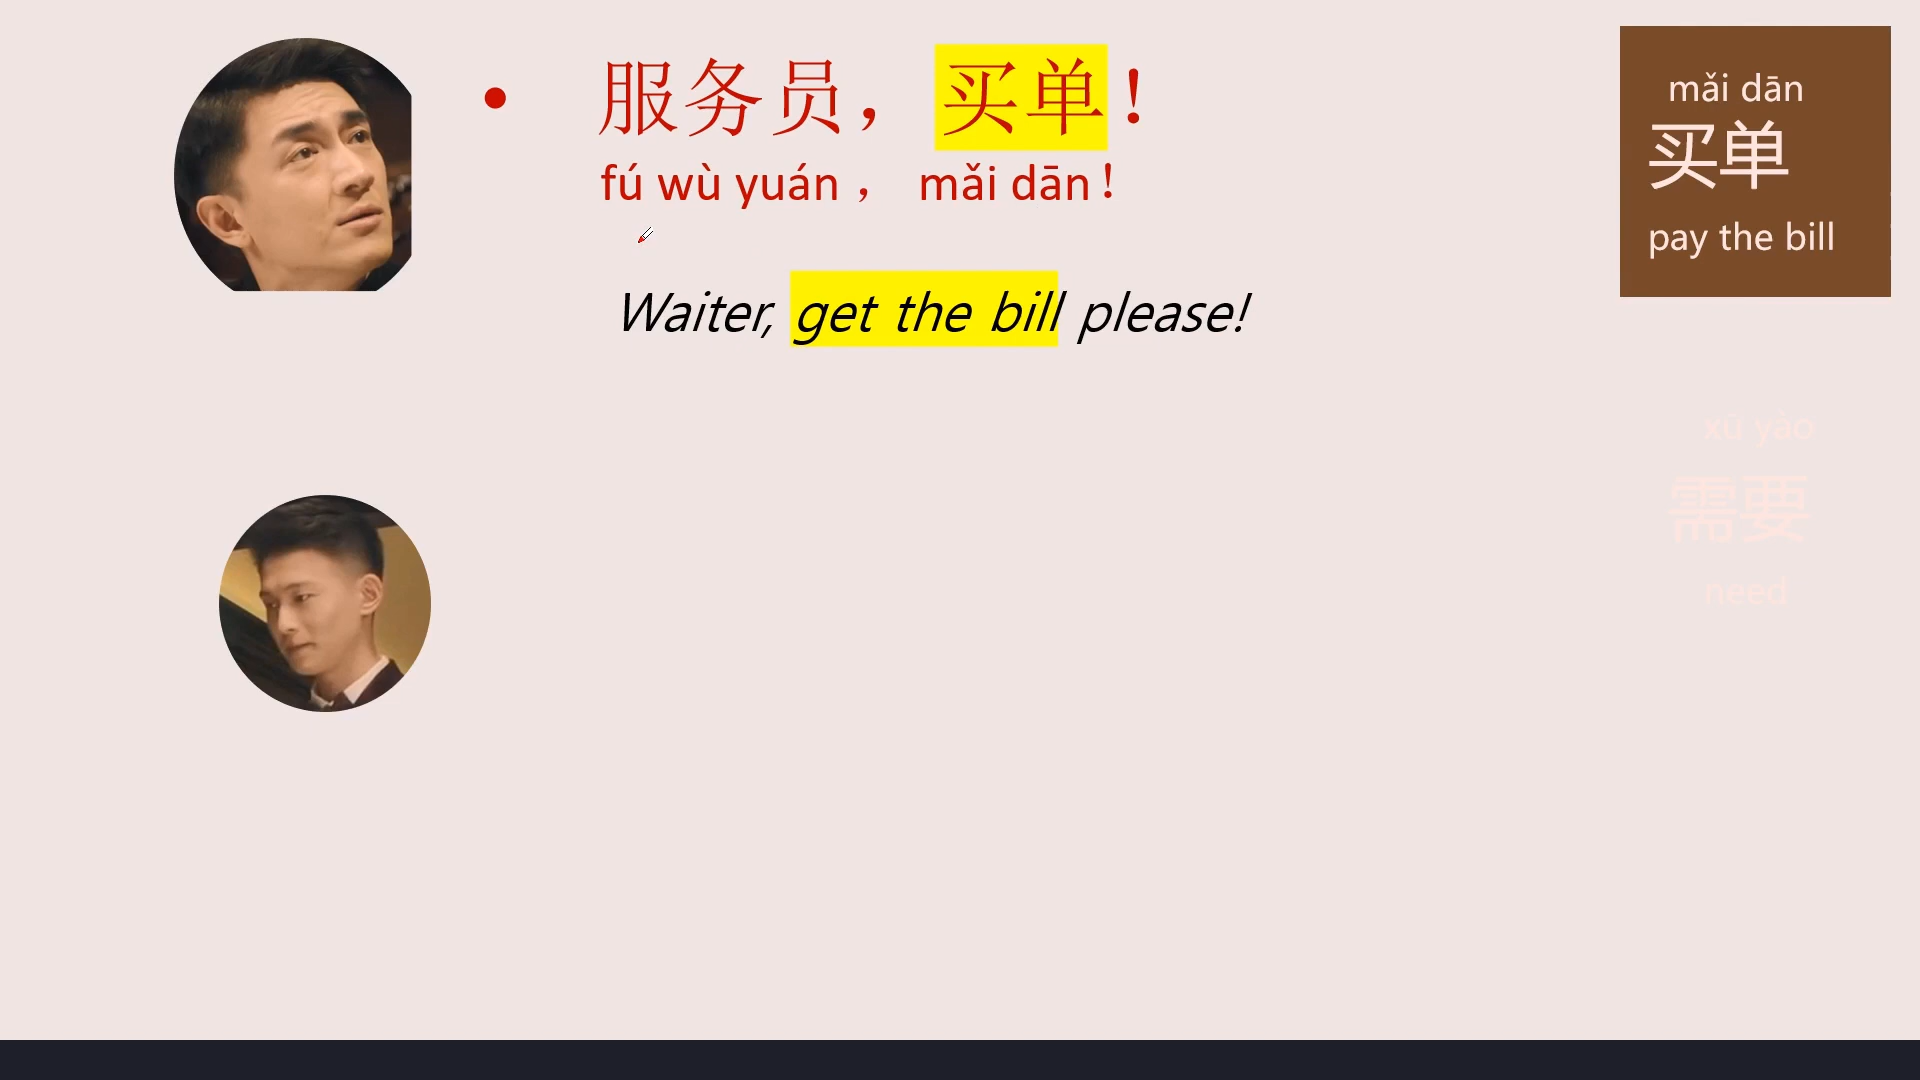 • 服务员，买单！
fú wù yuán ， mǎi dān！
Waiter, get the bill please!
mǎi dān
买单
pay the bill
xū yào
需要
need